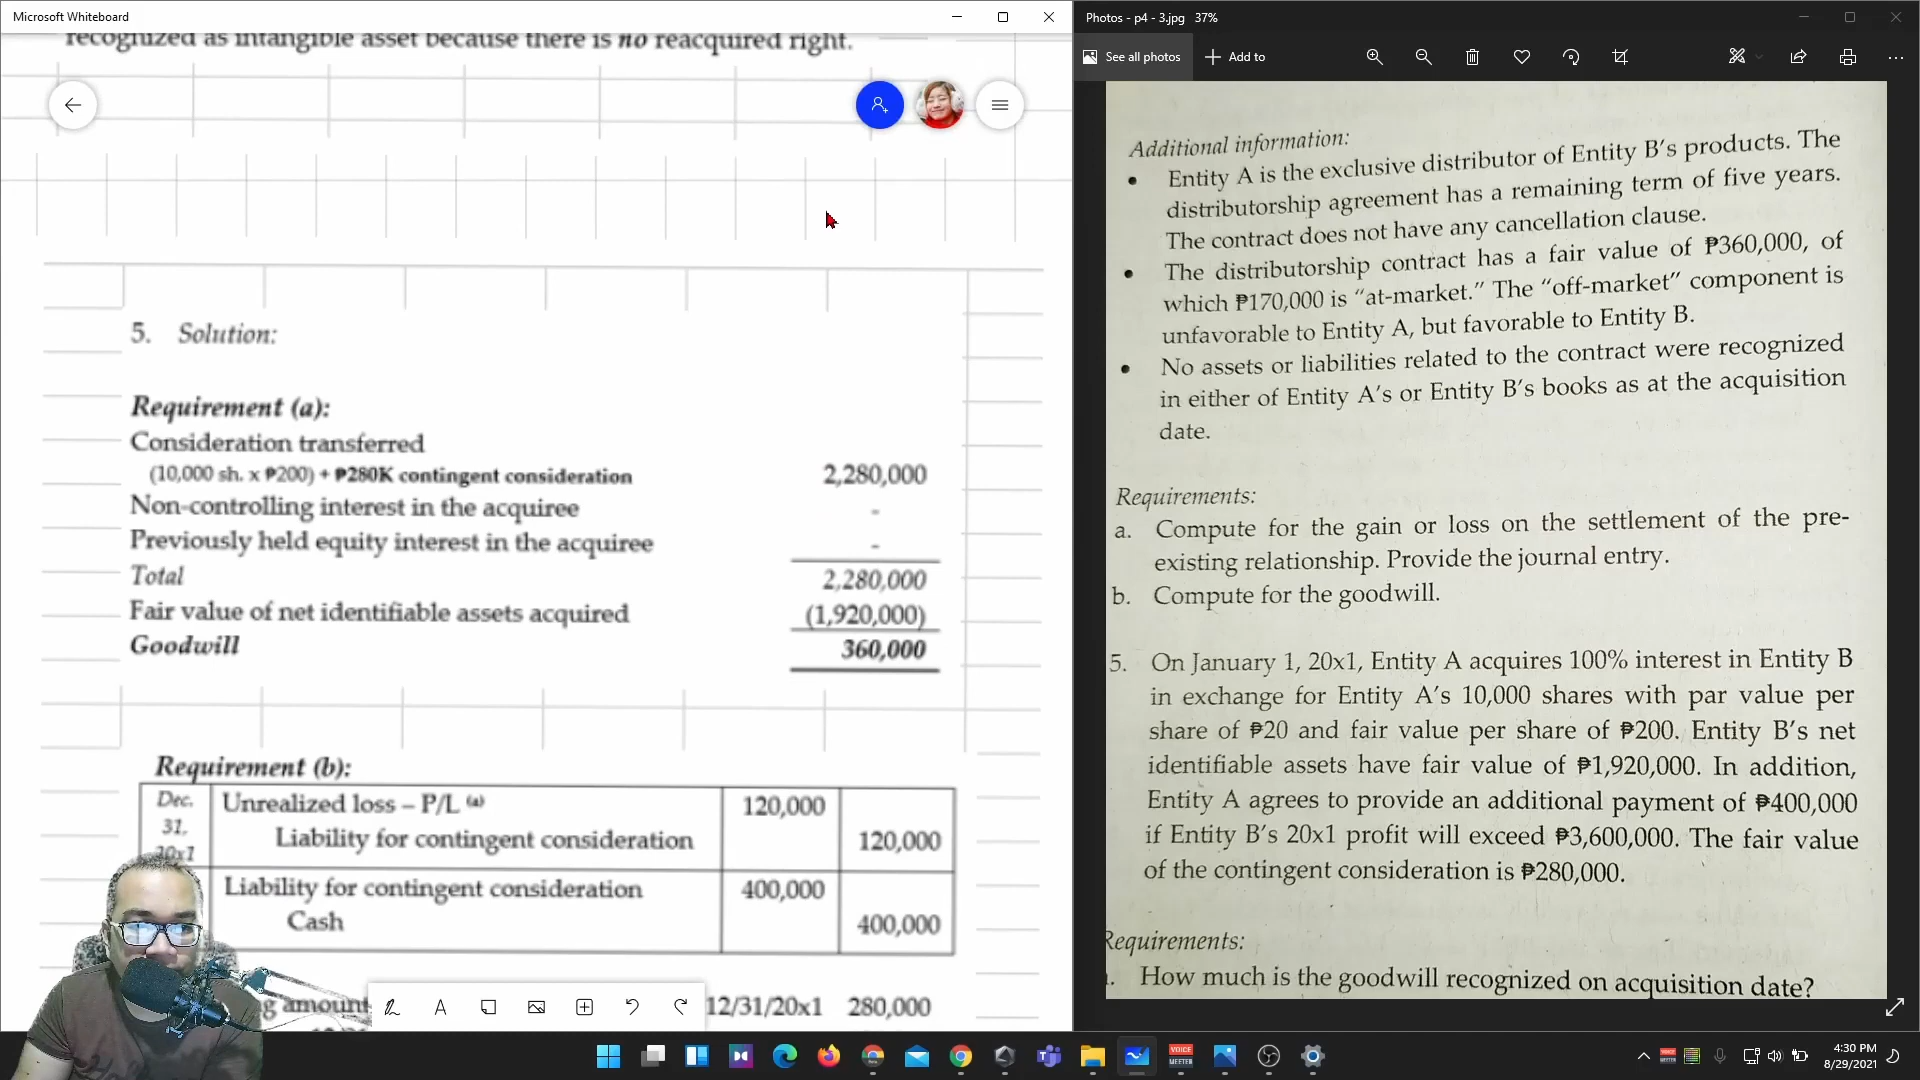 Microsoft Whiteboard
recognized as intangible asset because there is no reacquired right.
5. Solution:
Requirement (a):
Consideration transferred
(10,000 sh. x ₱200) + ₱280K contingent consideration 2,280,000
Non-controlling interest in the acquiree -
Previously held equity interest in the acquiree -
Total 2,280,000
Fair value of net identifiable assets acquired (1,920,000)
Goodwill 360,000
Requirement (b):
Dec. Unrealized loss – P/L (a) 120,000
31, Liability for contingent consideration 120,000
20x1
Liability for contingent consideration 400,000
Cash 400,000
amount 12/31/20x1 280,000
Photos - p4 - 3.jpg 37%
See all photos Add to
Additional information:
• Entity A is the exclusive distributor of Entity B's products. The
distributorship agreement has a remaining term of five years.
The contract does not have any cancellation clause.
• The distributorship contract has a fair value of ₱360,000, of
which ₱170,000 is "at-market." The "off-market" component is
unfavorable to Entity A, but favorable to Entity B.
• No assets or liabilities related to the contract were recognized
in either of Entity A's or Entity B's books as at the acquisition
date.
Requirements:
a. Compute for the gain or loss on the settlement of the pre-
existing relationship. Provide the journal entry.
b. Compute for the goodwill.
5. On January 1, 20x1, Entity A acquires 100% interest in Entity B
in exchange for Entity A's 10,000 shares with par value per
share of ₱20 and fair value per share of ₱200. Entity B's net
identifiable assets have fair value of ₱1,920,000. In addition,
Entity A agrees to provide an additional payment of ₱400,000
if Entity B's 20x1 profit will exceed ₱3,600,000. The fair value
of the contingent consideration is ₱280,000.
Requirements:
. How much is the goodwill recognized on acquisition date?
VOICE
MEETER
4:30 PM
8/29/2021